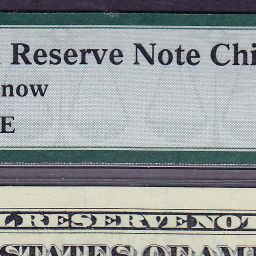 Reserve Note Chi
now
E
L RESERVE NOT
STATES OF AM